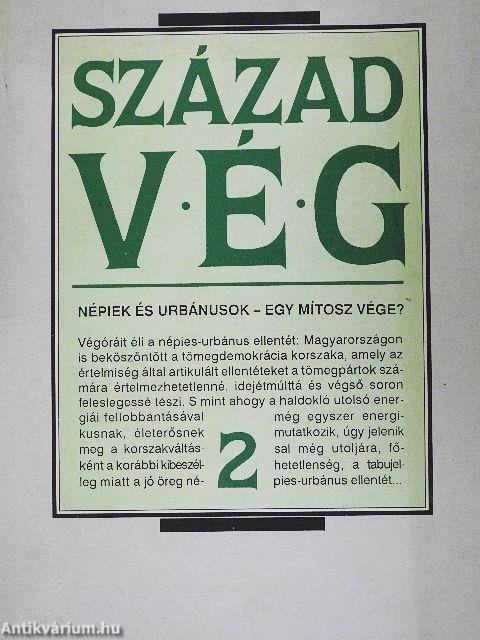 SZÁZAD
V·É·G
NÉPIEK ÉS URBÁNUSOK – EGY MÍTOSZ VÉGE?
Végóráit éli a népies-urbánus ellentét: Magyarországon
is beköszöntött a tömegdemokrácia korszaka, amely az
értelmiség által artikulált ellentéteket a tömegpártok szá-
mára értelmezhetetlenné, idejétmúlttá és végső soron
feleslegessé teszi. S mint ahogy a haldokló utolsó ener-
giái fellobbantásával még egyszer energi-
kusnak, életerősnek mutatkozik, úgy jelenik
meg a korszakváltás- sal még utoljára, fő-
ként a korábbi kibeszél- hetetlenség, a tabujel-
leg miatt a jó öreg né- pies-urbánus ellentét...
2
Antikvárium.hu